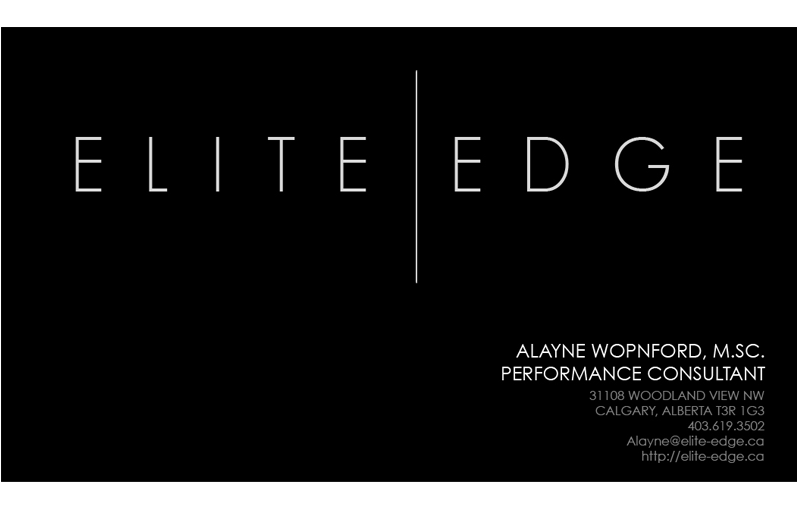 ELITE EDGE
ALAYNE WOPNFORD, M.SC.
PERFORMANCE CONSULTANT
31108 WOODLAND VIEW NW
CALGARY, ALBERTA T3R 1G3
403.619.3502
Alayne@elite-edge.ca
http://elite-edge.ca